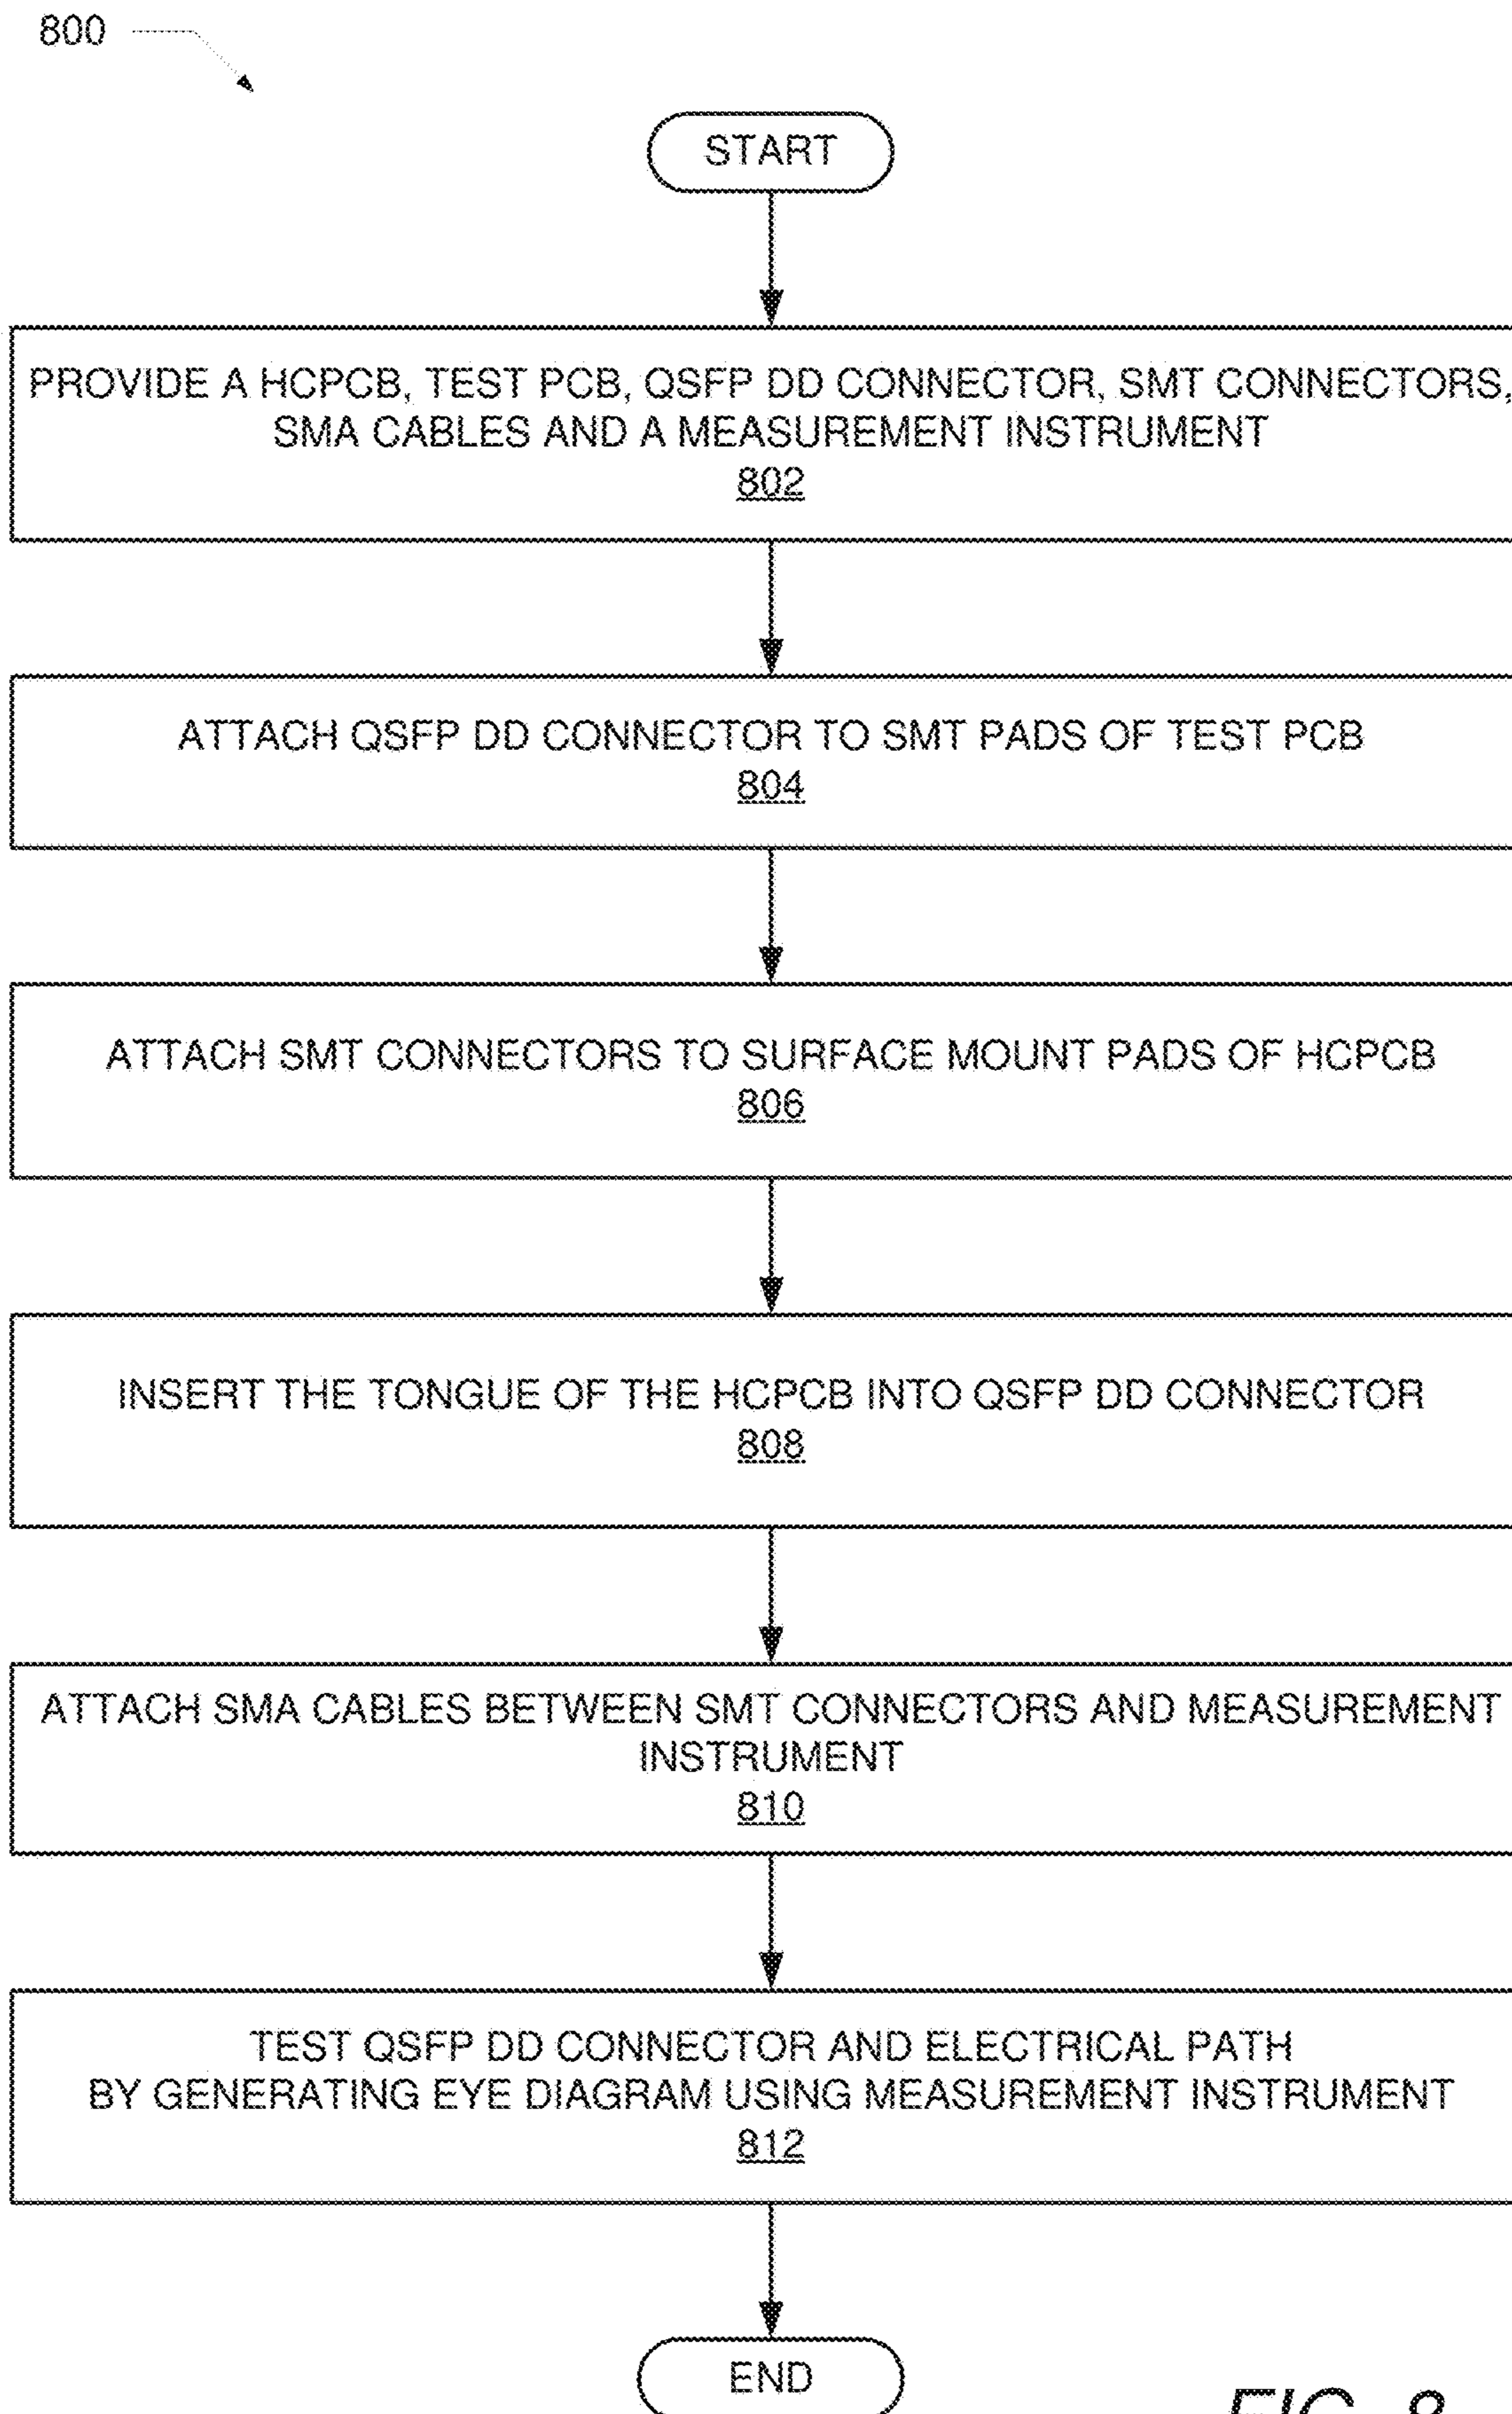 800
START
PROVIDE A HCPCB, TEST PCB, QSFP DD CONNECTOR, SMT CONNECTORS,
SMA CABLES AND A MEASUREMENT INSTRUMENT
802
ATTACH QSFP DD CONNECTOR TO SMT PADS OF TEST PCB
804
ATTACH SMT CONNECTORS TO SURFACE MOUNT PADS OF HCPCB
806
INSERT THE TONGUE OF THE HCPCB INTO QSFP DD CONNECTOR
808
ATTACH SMA CABLES BETWEEN SMT CONNECTORS AND MEASUREMENT
INSTRUMENT
810
TEST QSFP DD CONNECTOR AND ELECTRICAL PATH
BY GENERATING EYE DIAGRAM USING MEASUREMENT INSTRUMENT
812
END
FIG. 8